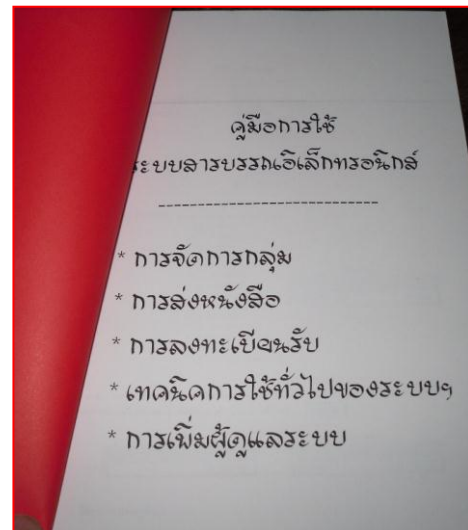 คู่มือการใช้
ระบบสารบรรณอิเล็กทรอนิกส์
----------------------------
* การจัดการกลุ่ม
* การส่งหนังสือ
* การลงทะเบียนรับ
* เทคนิคการใช้ทั่วไปของระบบฯ
* การเพิ่มผู้ดูแลระบบ